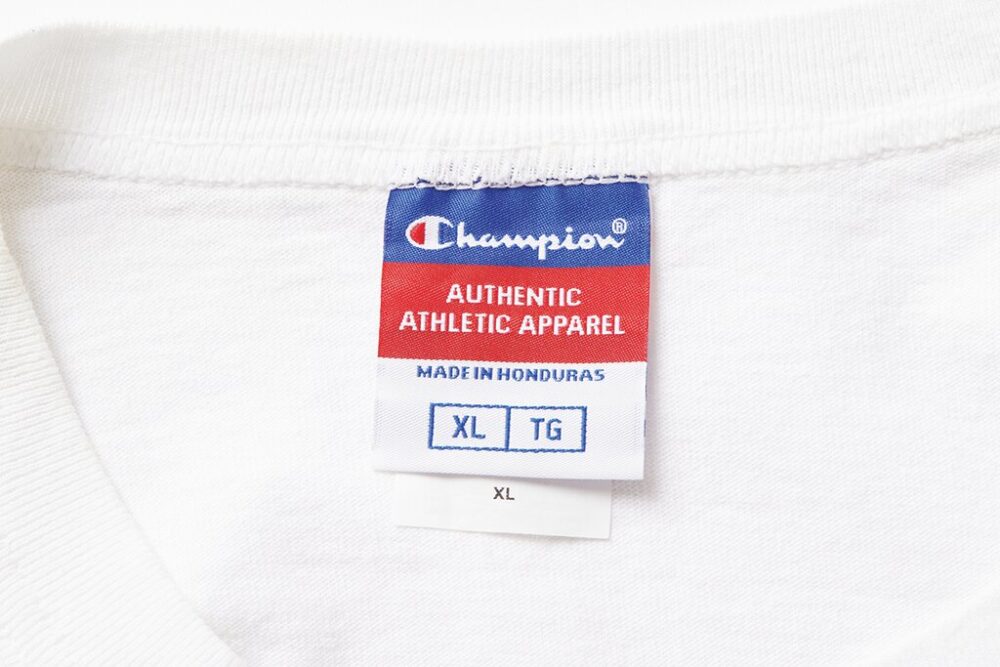 Champion®
AUTHENTIC
ATHLETIC APPAREL
MADE IN HONDURAS
XL TG
XL